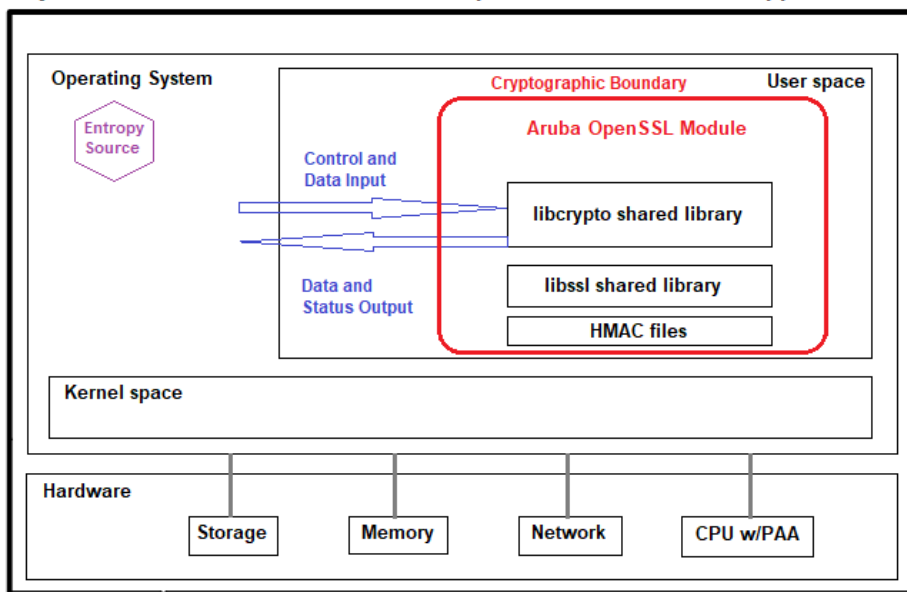 Operating System
Entropy
Source
Cryptographic Boundary
User space
Aruba OpenSSL Module
Control and
Data Input
libcrypto shared library
Data and
Status Output
libssl shared library
HMAC files
Kernel space
Hardware
Storage
Memory
Network
CPU w/PAA